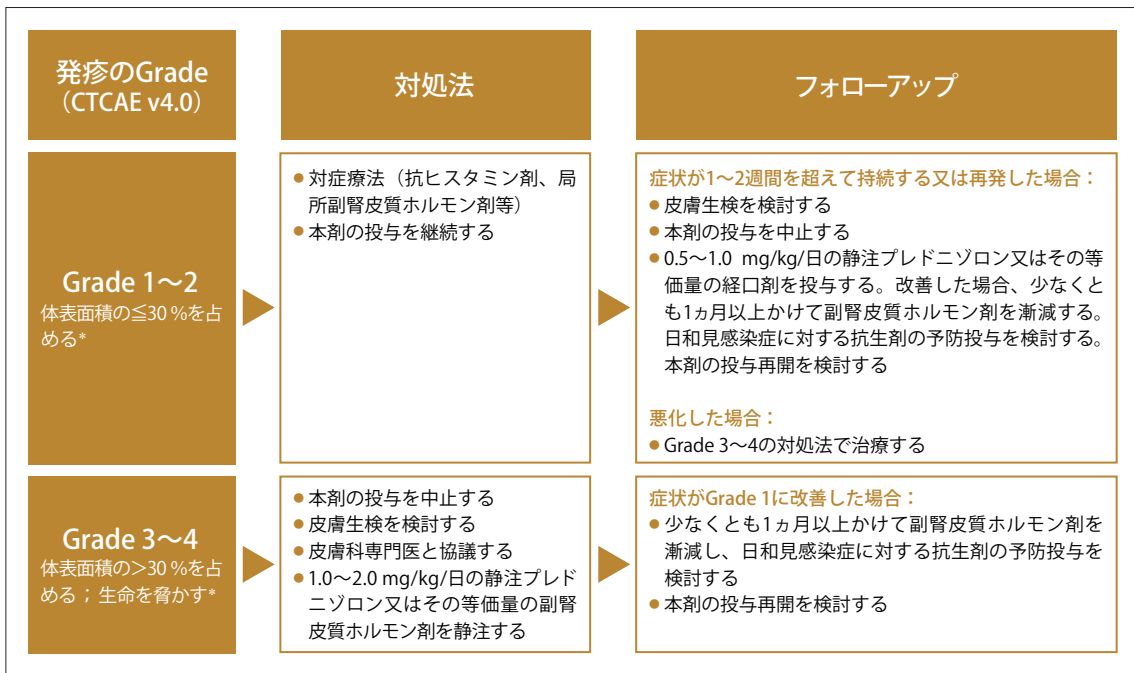 発疹のGrade
（CTCAE v4.0）
対処法
フォローアップ
Grade 1〜2
体表面積の≦30 %を占
める*
●対症療法（抗ヒスタミン剤、局
所副腎皮質ホルモン剤等）
●本剤の投与を継続する
症状が1〜2週間を超えて持続する又は再発した場合：
●皮膚生検を検討する
●本剤の投与を中止する
●0.5〜1.0 mg/kg/日の静注プレドニゾロン又はその等
価量の経口剤を投与する。改善した場合、少なくと
も1ヵ月以上かけて副腎皮質ホルモン剤を漸減する。
日和見感染症に対する抗生剤の予防投与を検討する。
本剤の投与再開を検討する
悪化した場合：
●Grade 3〜4の対処法で治療する
Grade 3〜4
体表面積の＞30 %を占
める；生命を脅かす*
●本剤の投与を中止する
●皮膚生検を検討する
●皮膚科専門医と協議する
●1.0〜2.0 mg/kg/日の静注プレド
ニゾロン又はその等価量の副腎
皮質ホルモン剤を静注する
症状がGrade 1に改善した場合：
●少なくとも1ヵ月以上かけて副腎皮質ホルモン剤を
漸減し、日和見感染症に対する抗生剤の予防投与を
検討する
●本剤の投与再開を検討する